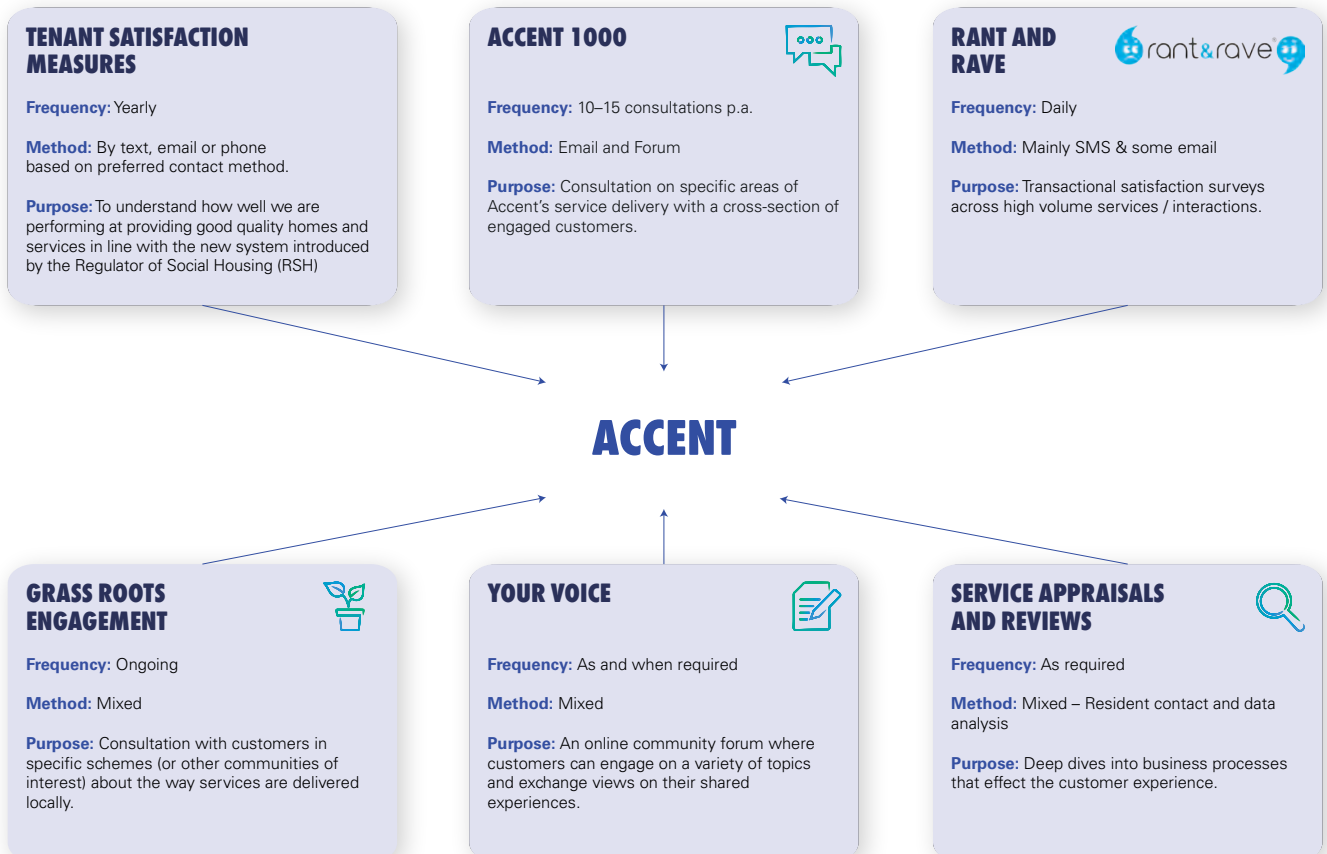 TENANT SATISFACTION
MEASURES
Frequency: Yearly
Method: By text, email or phone
based on preferred contact method.
Purpose: To understand how well we are
performing at providing good quality homes and
services in line with the new system introduced
by the Regulator of Social Housing (RSH)
ACCENT 1000
Frequency: 10–15 consultations p.a.
Method: Email and Forum
Purpose: Consultation on specific areas of
Accent's service delivery with a cross-section of
engaged customers.
RANT AND
RAVE
rant&rave
Frequency: Daily
Method: Mainly SMS & some email
Purpose: Transactional satisfaction surveys
across high volume services / interactions.
ACCENT
GRASS ROOTS
ENGAGEMENT
Frequency: Ongoing
Method: Mixed
Purpose: Consultation with customers in
specific schemes (or other communities of
interest) about the way services are delivered
locally.
YOUR VOICE
Frequency: As and when required
Method: Mixed
Purpose: An online community forum where
customers can engage on a variety of topics
and exchange views on their shared
experiences.
SERVICE APPRAISALS
AND REVIEWS
Frequency: As required
Method: Mixed – Resident contact and data
analysis
Purpose: Deep dives into business processes
that effect the customer experience.